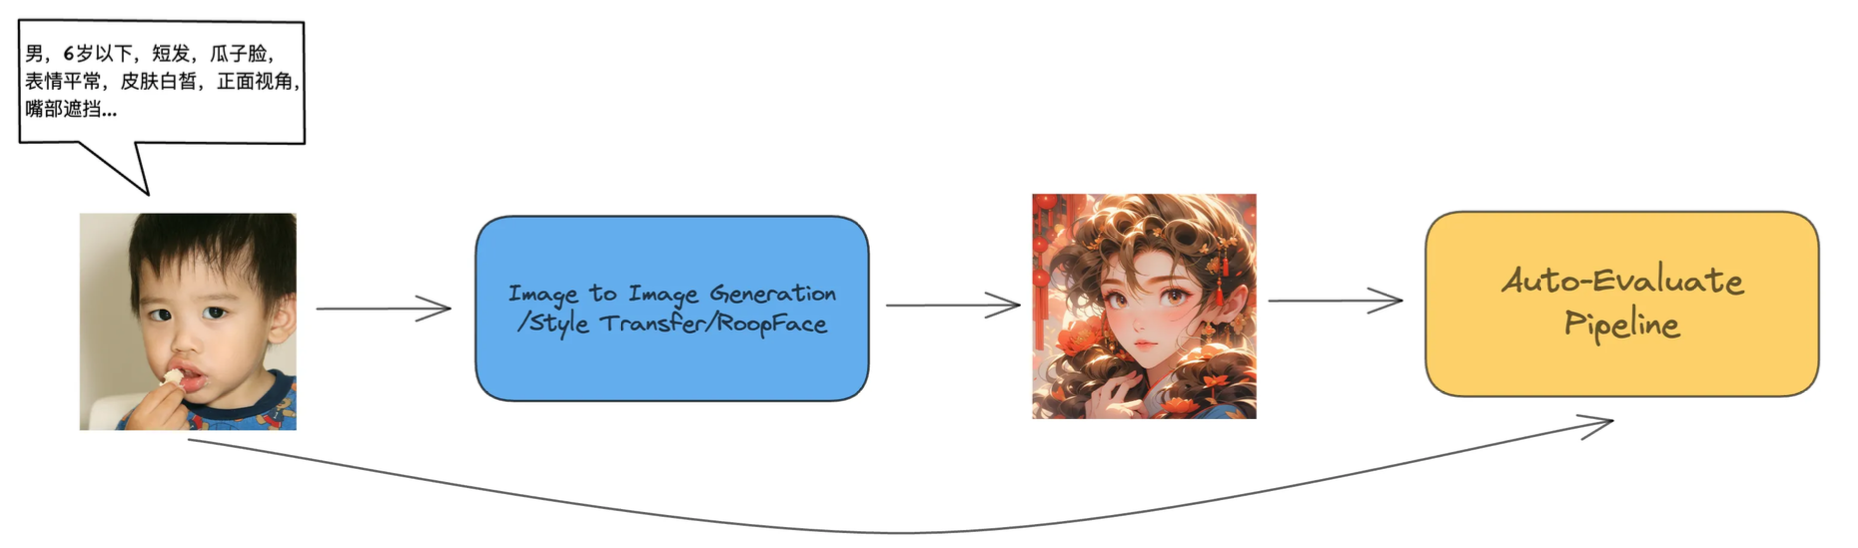 男，6岁以下，短发，瓜子脸，
表情平常，皮肤白皙，正面视角，
嘴部遮挡...
Image to Image Generation
/Style Transfer/RoopFace
Auto-Evaluate
Pipeline